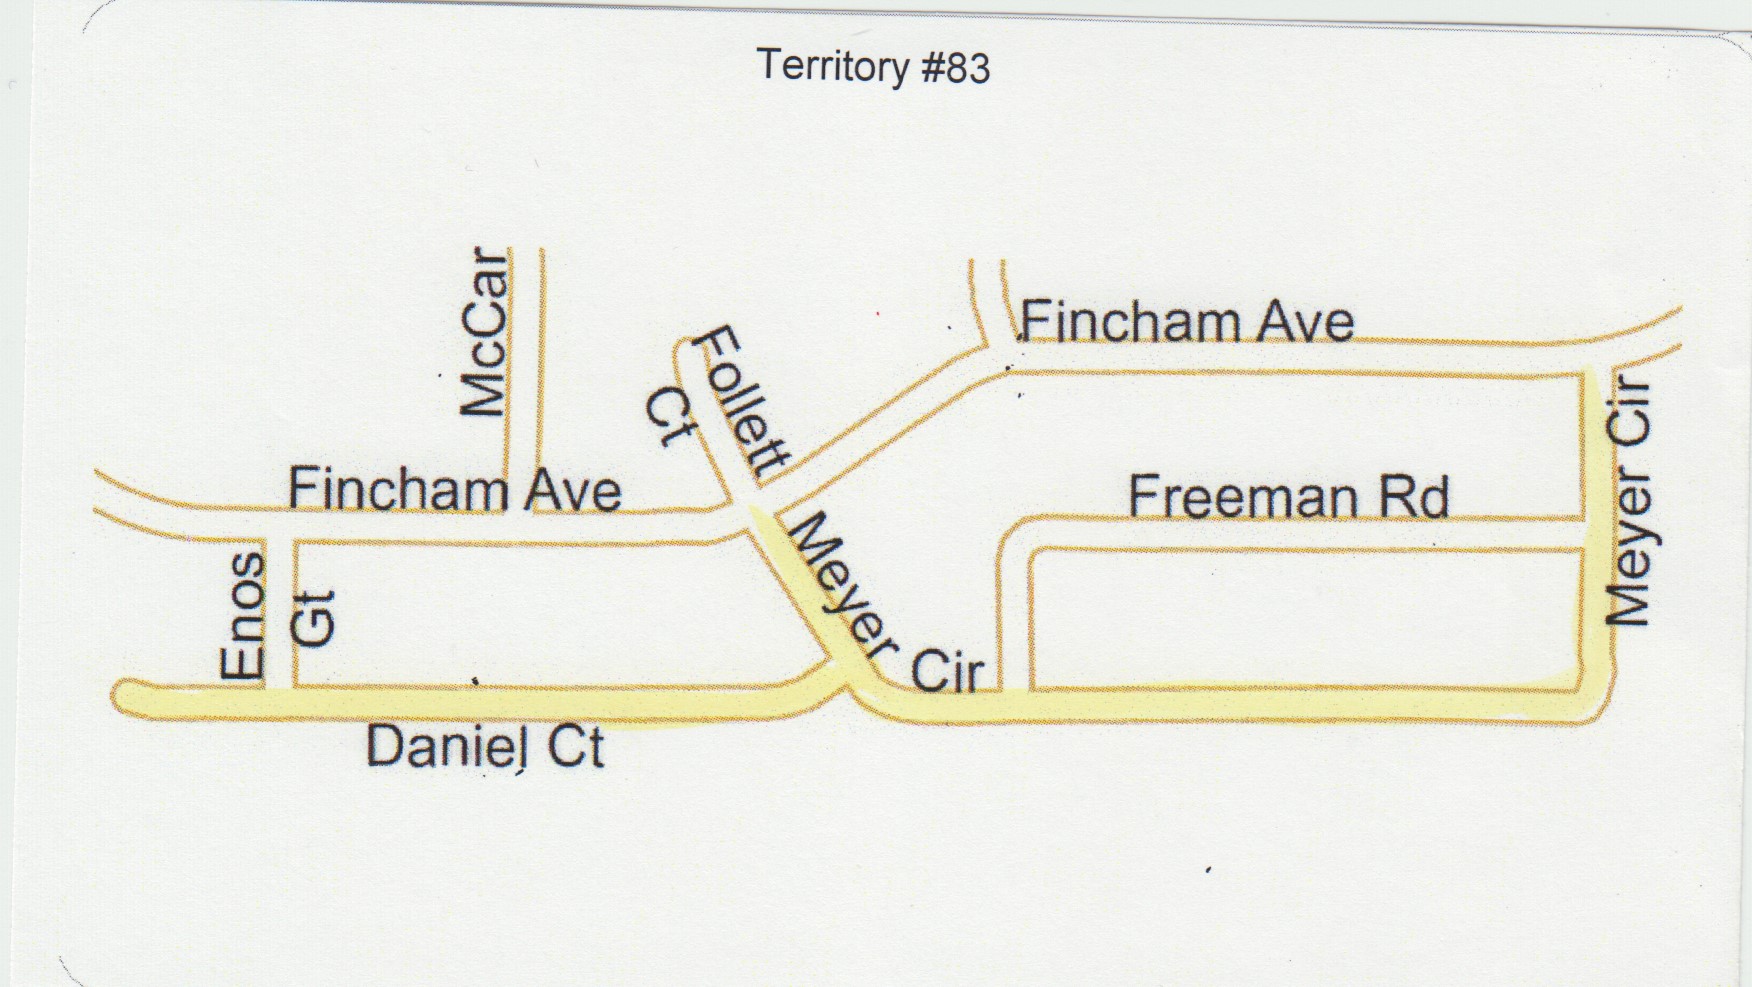 Territory #83
McCar
Follett
Ct
Fincham Ave
Fincham Ave
Freeman Rd
Meyer Cir
Enos
Gt
Meyer
Cir
Daniel Ct